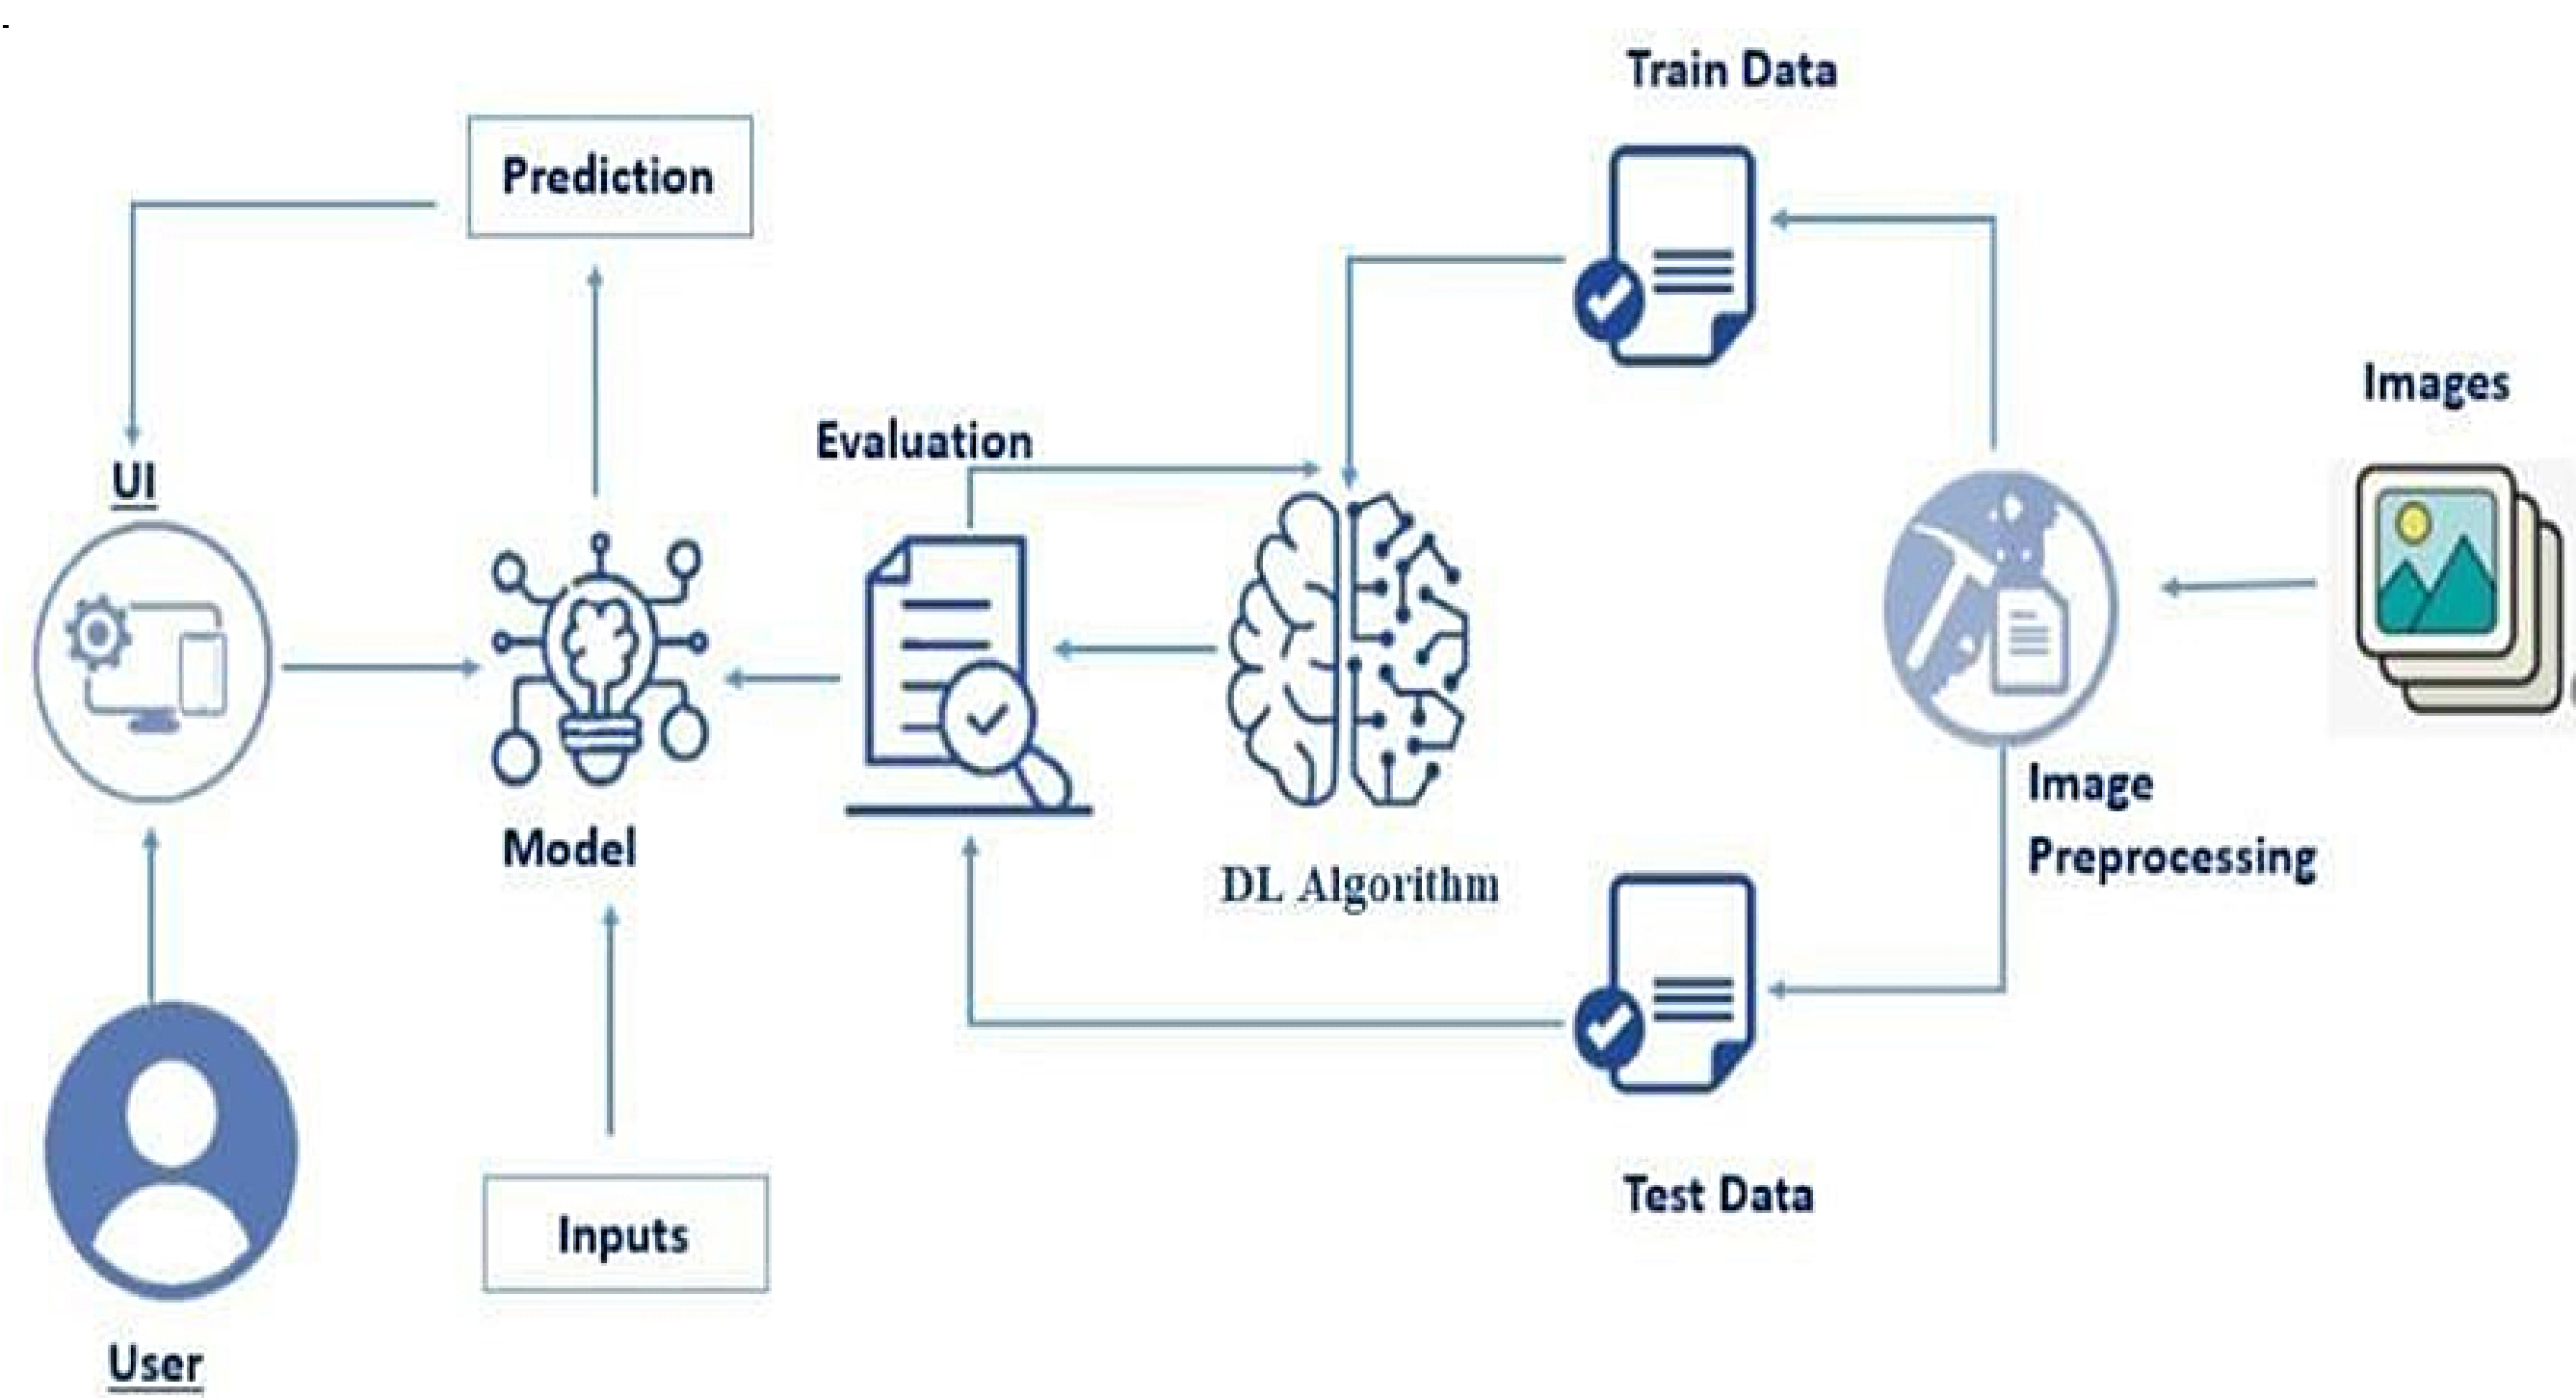 -
Train Data
Prediction
Images
Evaluation
UI
Image
Preprocessing
Model
DL Algorithm
Test Data
Inputs
User